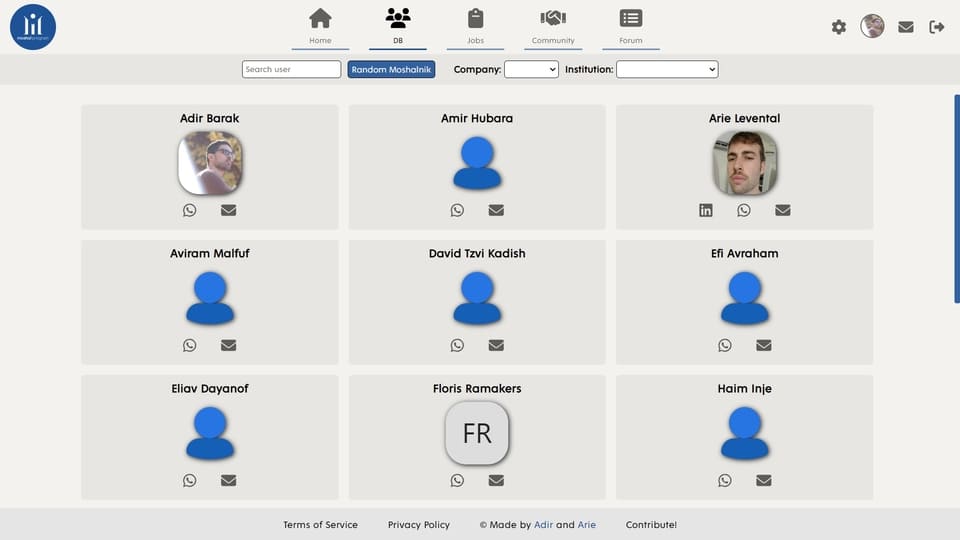 moshalprogram
Home
DB
Jobs
Community
Forum
Search user
Random Moshalnik
Company:
Institution:
Adir Barak
Amir Hubara
Arie Levental
Aviram Malfuf
David Tzvi Kadish
Efi Avraham
Eliav Dayanof
Floris Ramakers
Haim Inje
FR
Terms of Service
Privacy Policy
© Made by Adir and Arie
Contribute!